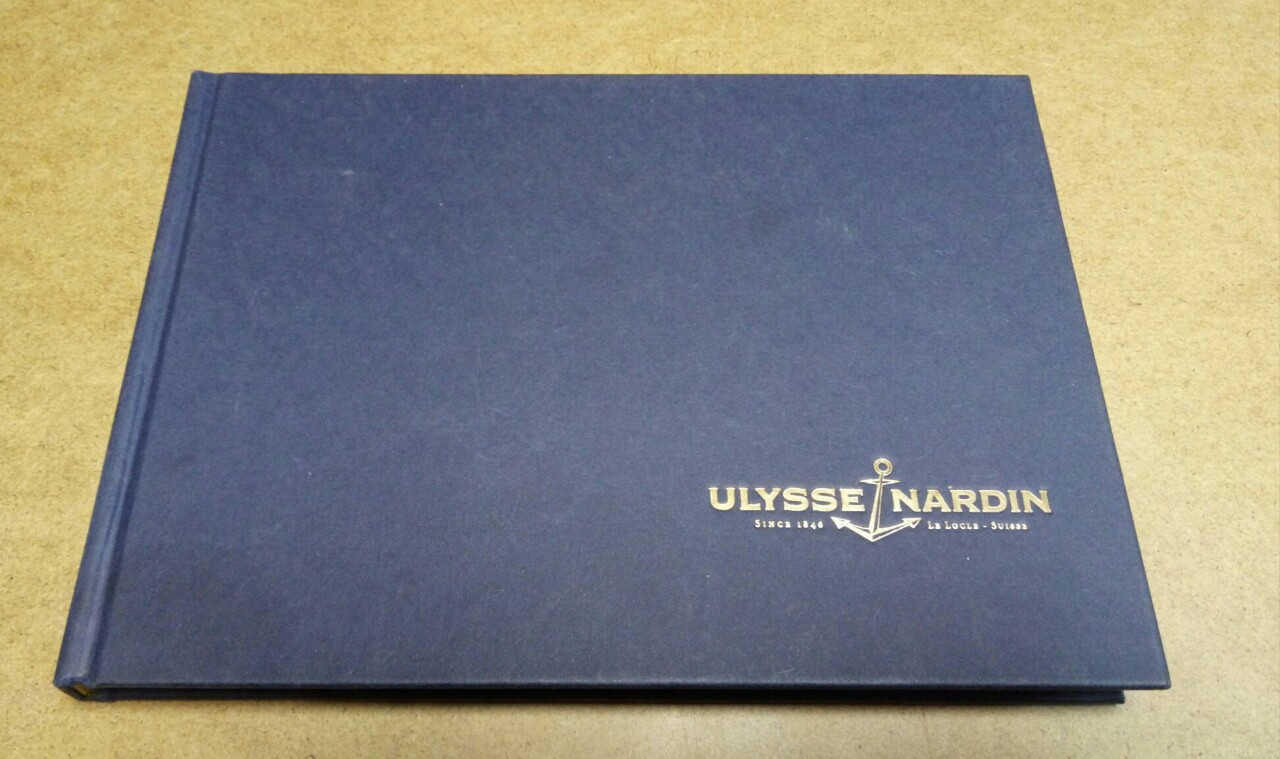 ULYSSE NARDIN
SINCE 1846 LE LOCLE - SUISSE